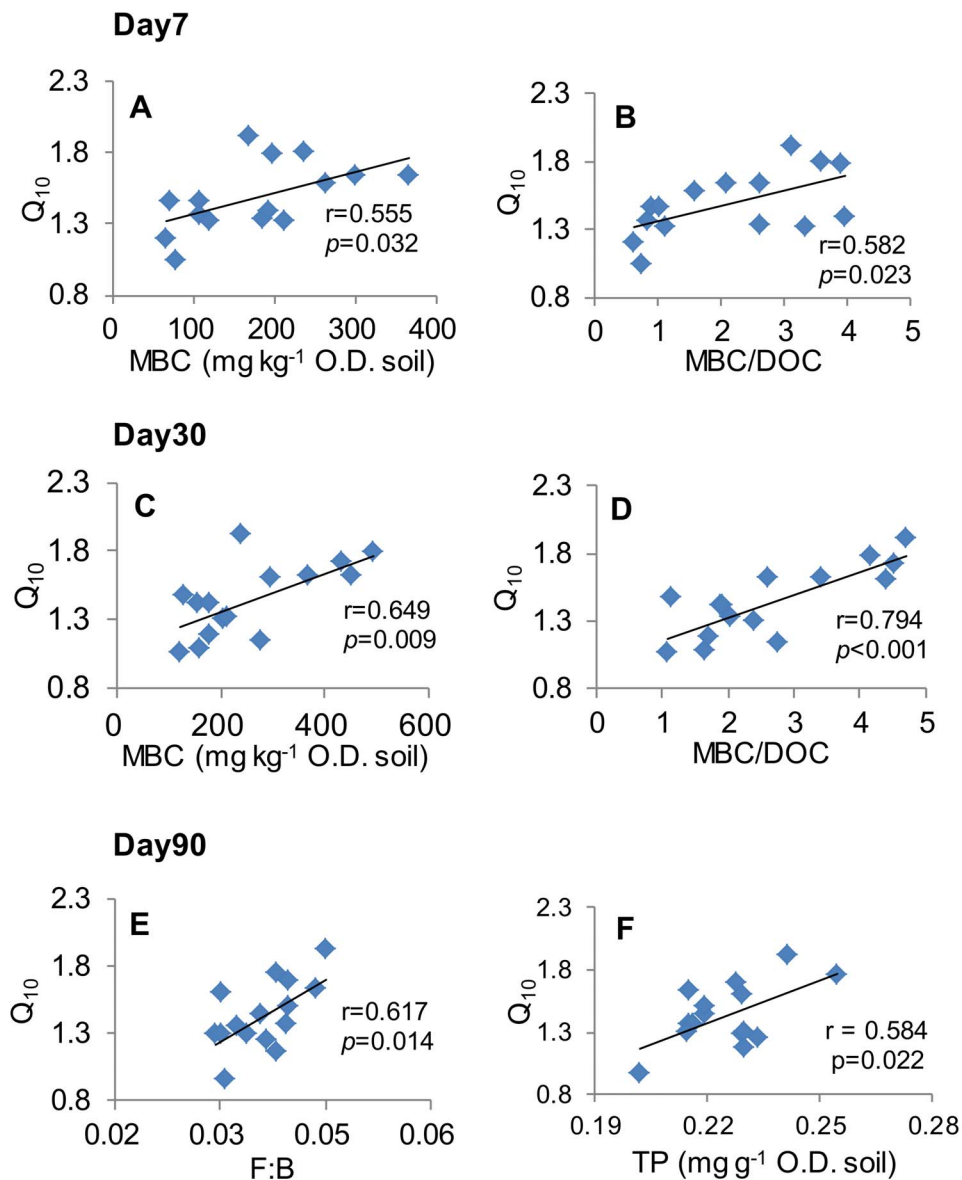 Day7
A
2.3
1.8
1.3
0.8
Q10
r=0.555
p=0.032
0 100 200 300 400
MBC (mg kg-1 O.D. soil)
B
2.3
1.8
1.3
0.8
Q10
r=0.582
p=0.023
0 1 2 3 4 5
MBC/DOC
Day30
C
2.3
1.8
1.3
0.8
Q10
r=0.649
p=0.009
0 200 400 600
MBC (mg kg-1 O.D. soil)
D
2.3
1.8
1.3
0.8
Q10
r=0.794
p<0.001
0 1 2 3 4 5
MBC/DOC
Day90
E
2.3
1.8
1.3
0.8
Q10
r=0.617
p=0.014
0.02 0.03 0.05 0.06
F:B
F
2.3
1.8
1.3
0.8
Q10
r = 0.584
p=0.022
0.19 0.22 0.25 0.28
TP (mg g-1 O.D. soil)